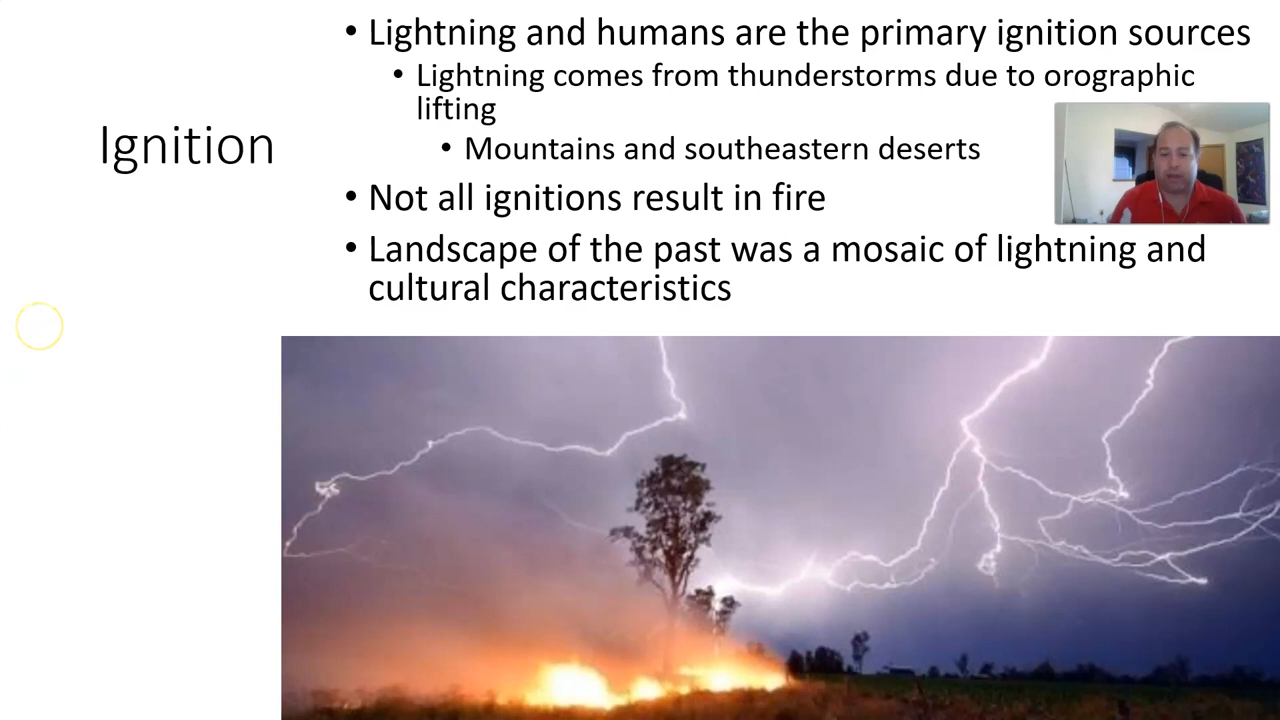 Ignition
• Lightning and humans are the primary ignition sources
• Lightning comes from thunderstorms due to orographic
lifting
• Mountains and southeastern deserts
• Not all ignitions result in fire
• Landscape of the past was a mosaic of lightning and
cultural characteristics